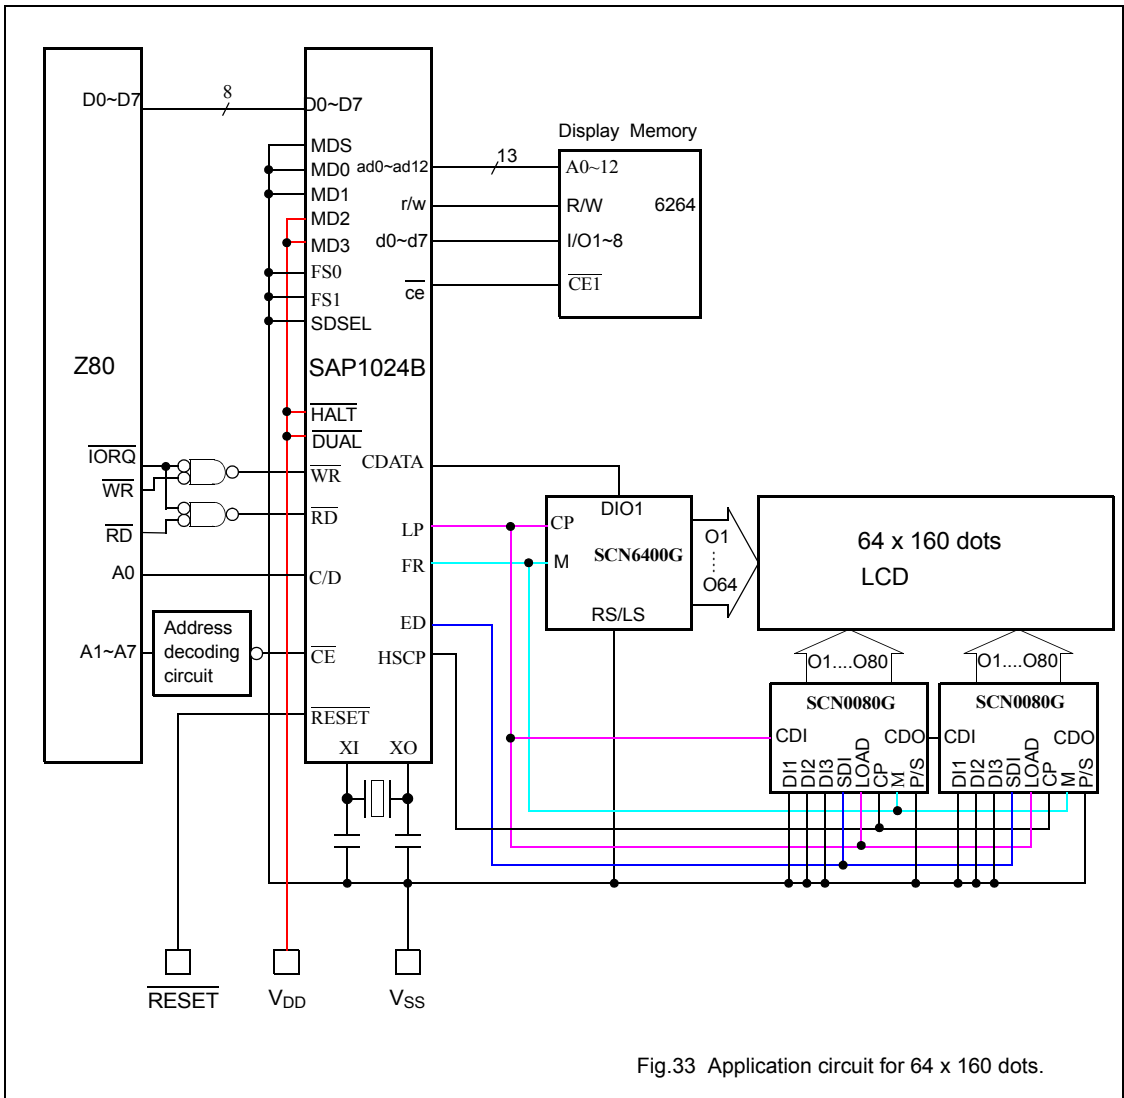 Z80
D0~D7
IORQ
WR
RD
A0
A1~A7
8
Address
decoding
circuit
D0~D7
MDS
MD0
MD1
MD2
MD3
FS0
FS1
SDSEL
SAP1024B
HALT
DUAL
WR
RD
C/D
CE
RESET
XI
XO
ad0~ad12
r/w
d0~d7
ce
CDATA
LP
FR
ED
HSCP
13
Display Memory
A0~12
R/W
6264
I/O1~8
CE1
DIO1
CP
SCN6400G
M
RS/LS
O1
O64
64 x 160 dots
LCD
O1....O80
O1....O80
SCN0080G
CDI
CDO
DI1
DI2
DI3
SDI
LOAD
CP
M
P/S
SCN0080G
CDI
CDO
DI1
DI2
DI3
SDI
LOAD
CP
M
P/S
RESET
VDD
VSS
Fig.33 Application circuit for 64 x 160 dots.